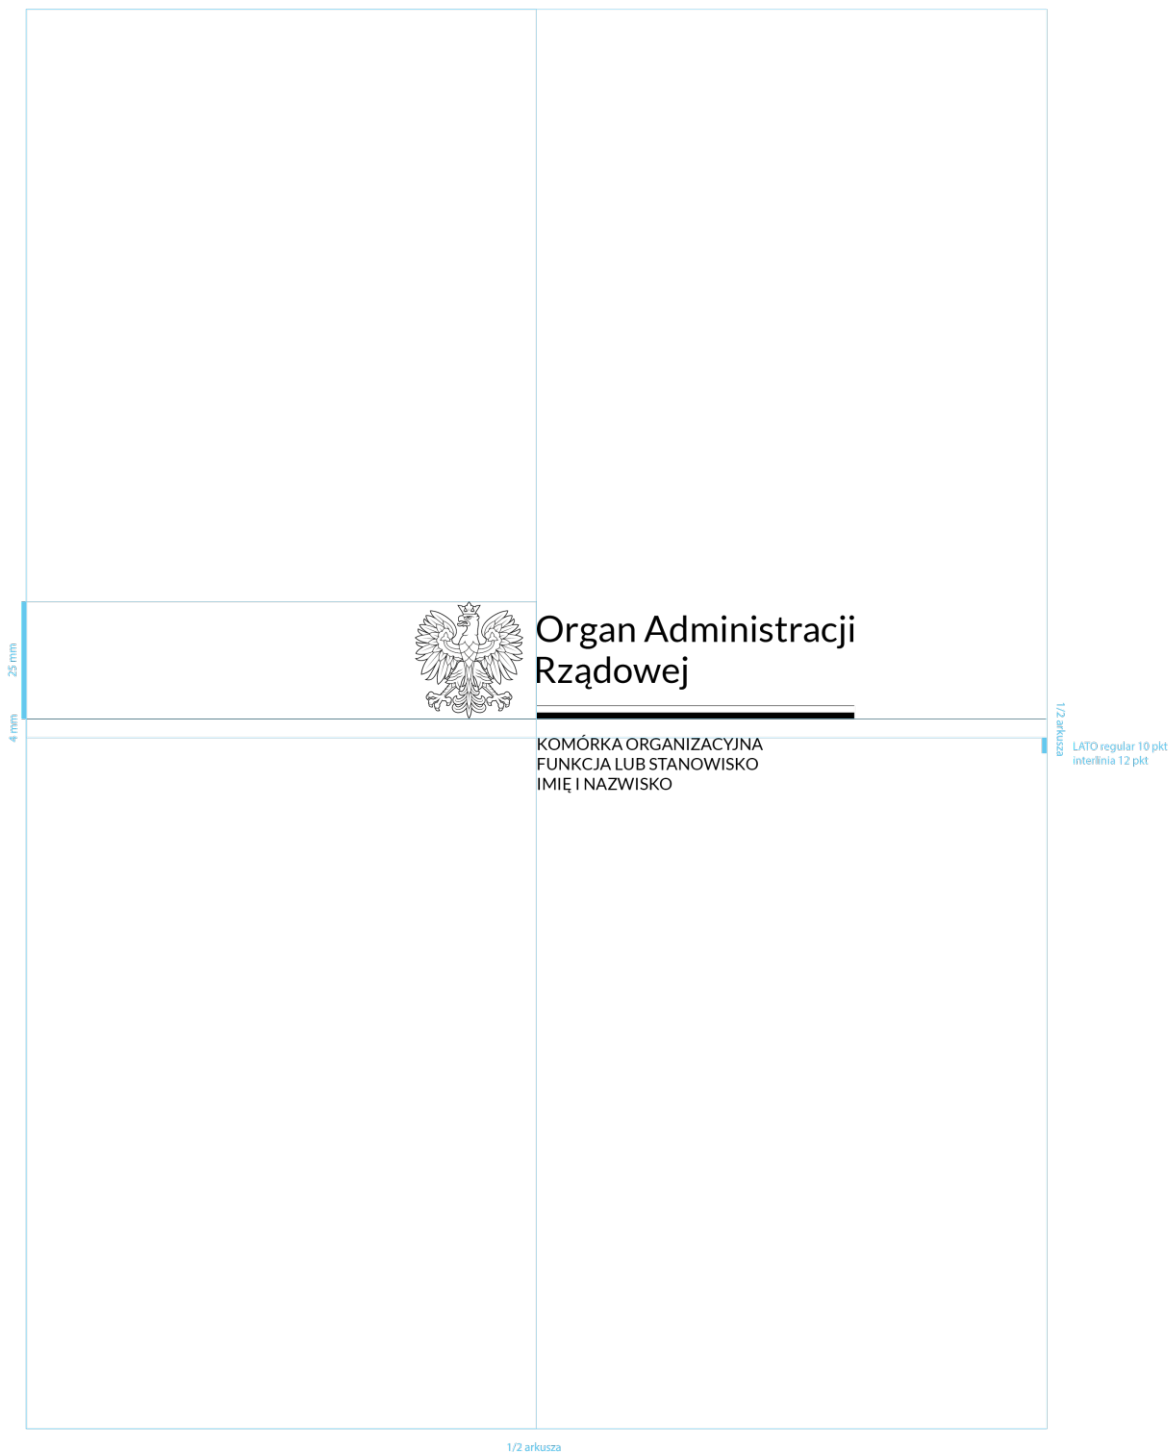 Organ Administracji
Rządowej
25 mm
4 mm
KOMÓRKA ORGANIZACYJNA
FUNKCJA LUB STANOWISKO
IMIĘ I NAZWISKO
1/2 arkusza
LATO regular 10 pkt
interlinia 12 pkt
1/2 arkusza